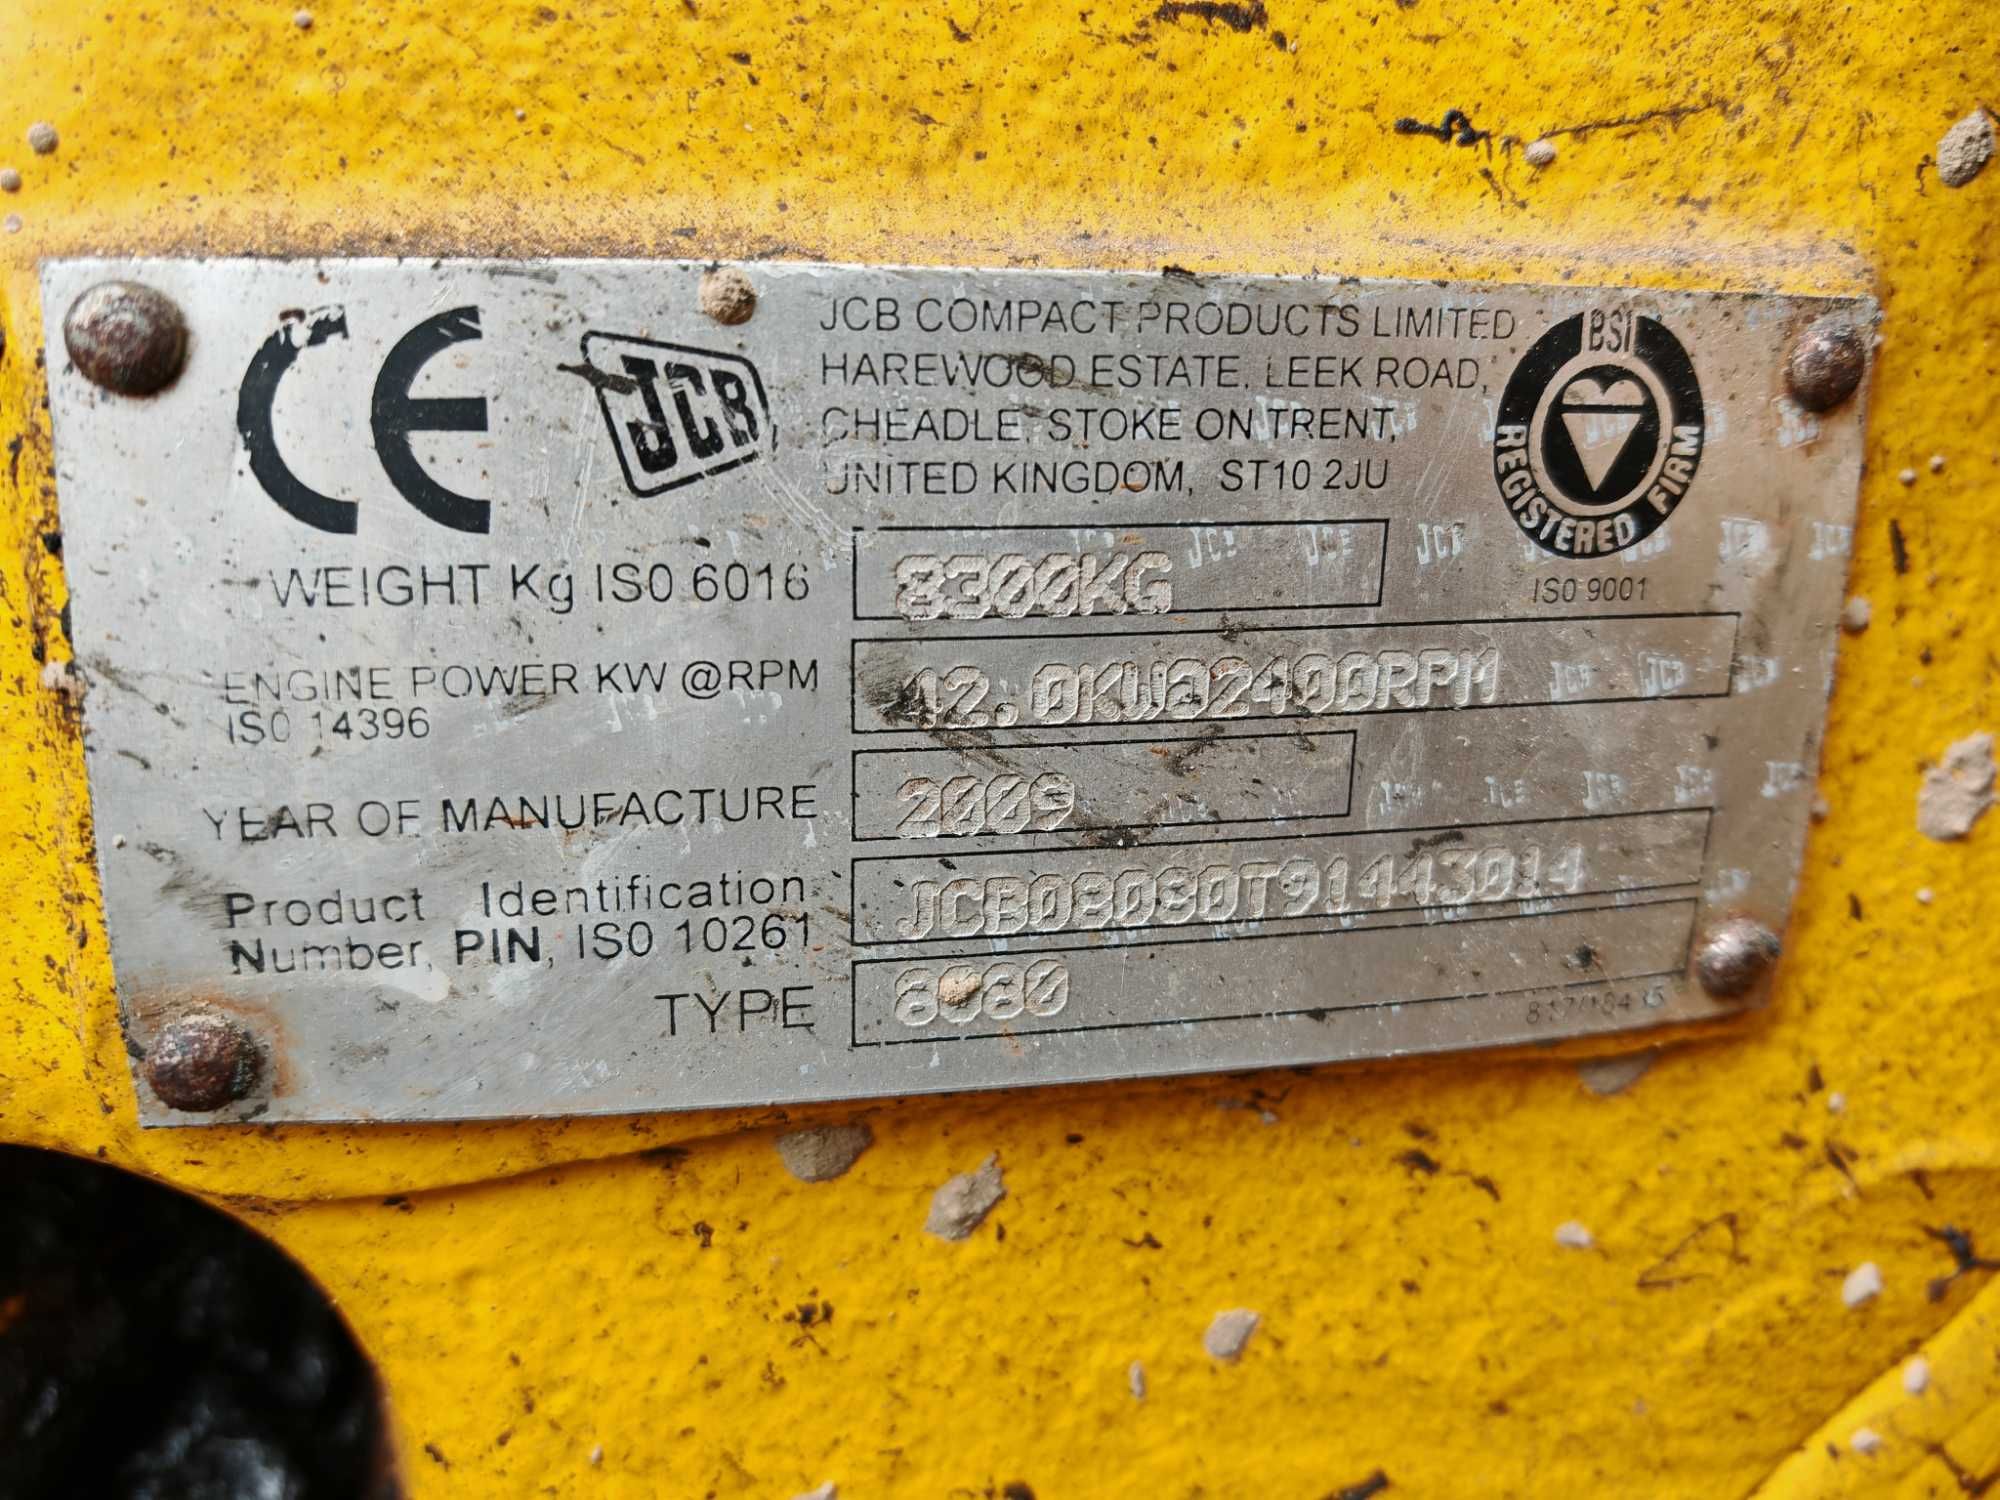 CE
JCB
JCB COMPACT PRODUCTS LIMITED
HAREWOOD ESTATE, LEEK ROAD,
CHEADLE, STOKE ON TRENT,
UNITED KINGDOM, ST10 2JU
BSI
REGISTERED FIRM
ISO 9001
WEIGHT Kg ISO 6016 8300KG
ENGINE POWER KW @RPM 42.0KW@2400RPM
ISO 14396
YEAR OF MANUFACTURE 2009
Product Identification JCB08080T91443014
Number, PIN, ISO 10261
TYPE 8080